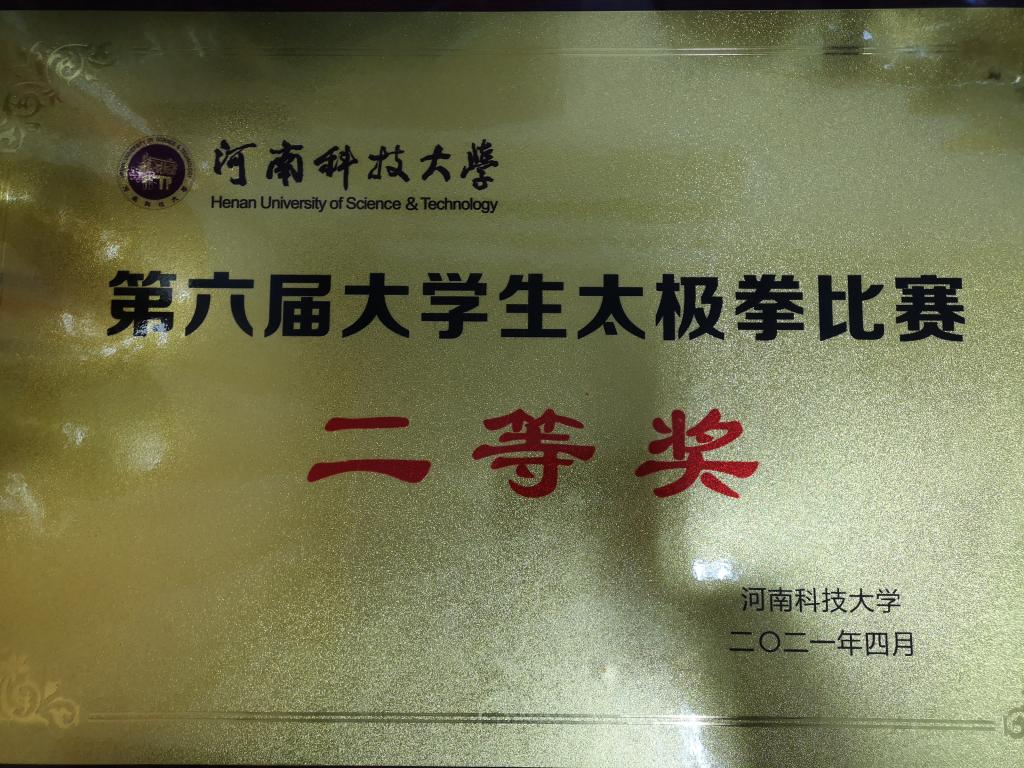 河南科技大學
Henan University of Science & Technology
第六届大学生太极拳比赛
二等奖
河南科技大学
二〇二一年四月